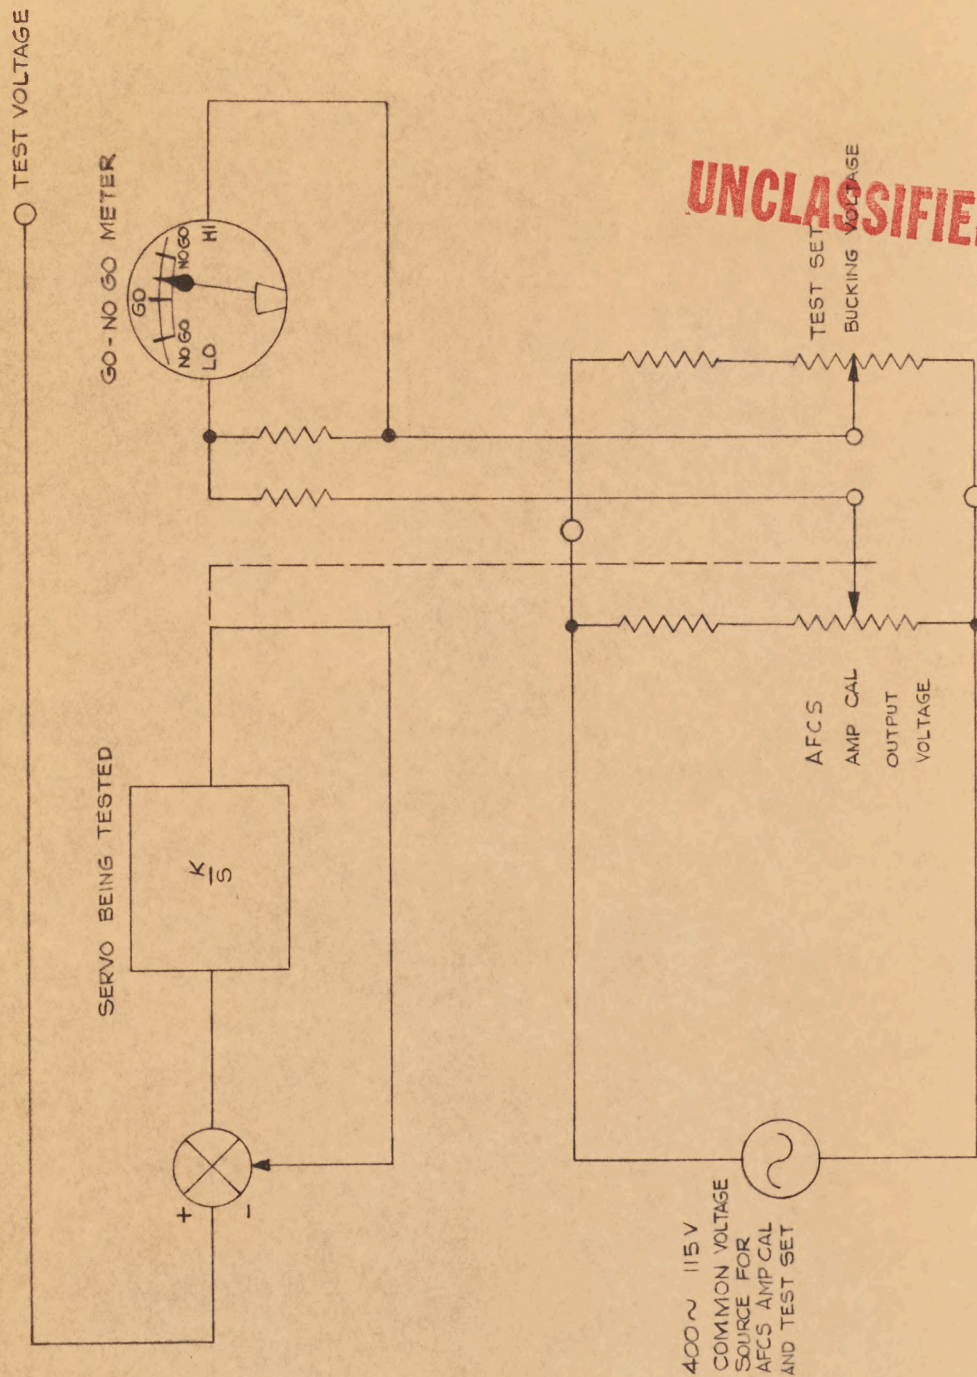 TEST VOLTAGE
GO-NO GO METER
GO
NO GO
NO GO
LO
HI
UNCLASSIFIE
TEST SET
BUCKING VOLTAGE
SERVO BEING TESTED
K
S
+
-
AFCS
AMP CAL
OUTPUT
VOLTAGE
400~ 115V
COMMON VOLTAGE
SOURCE FOR
AFCS AMP CAL
AND TEST SET